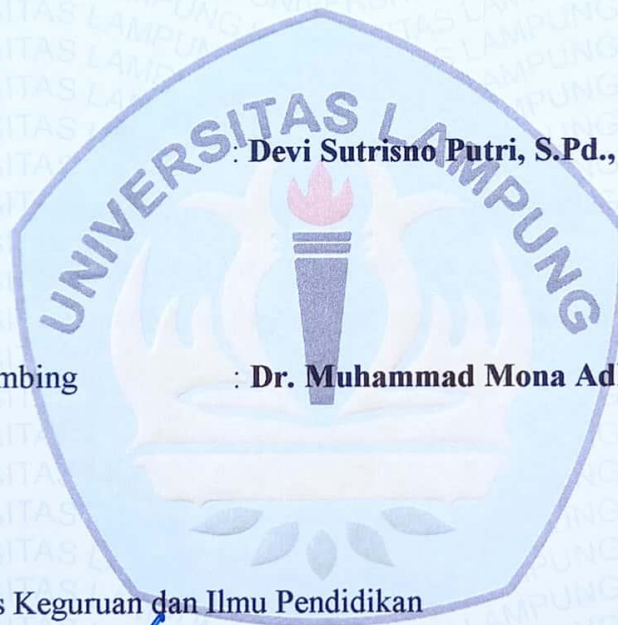 UNIVERSITAS LAMPUNG
: Devi Sutrisno Putri, S.Pd.,
mbing : Dr. Muhammad Mona Ad
s Keguruan dan Ilmu Pendidikan